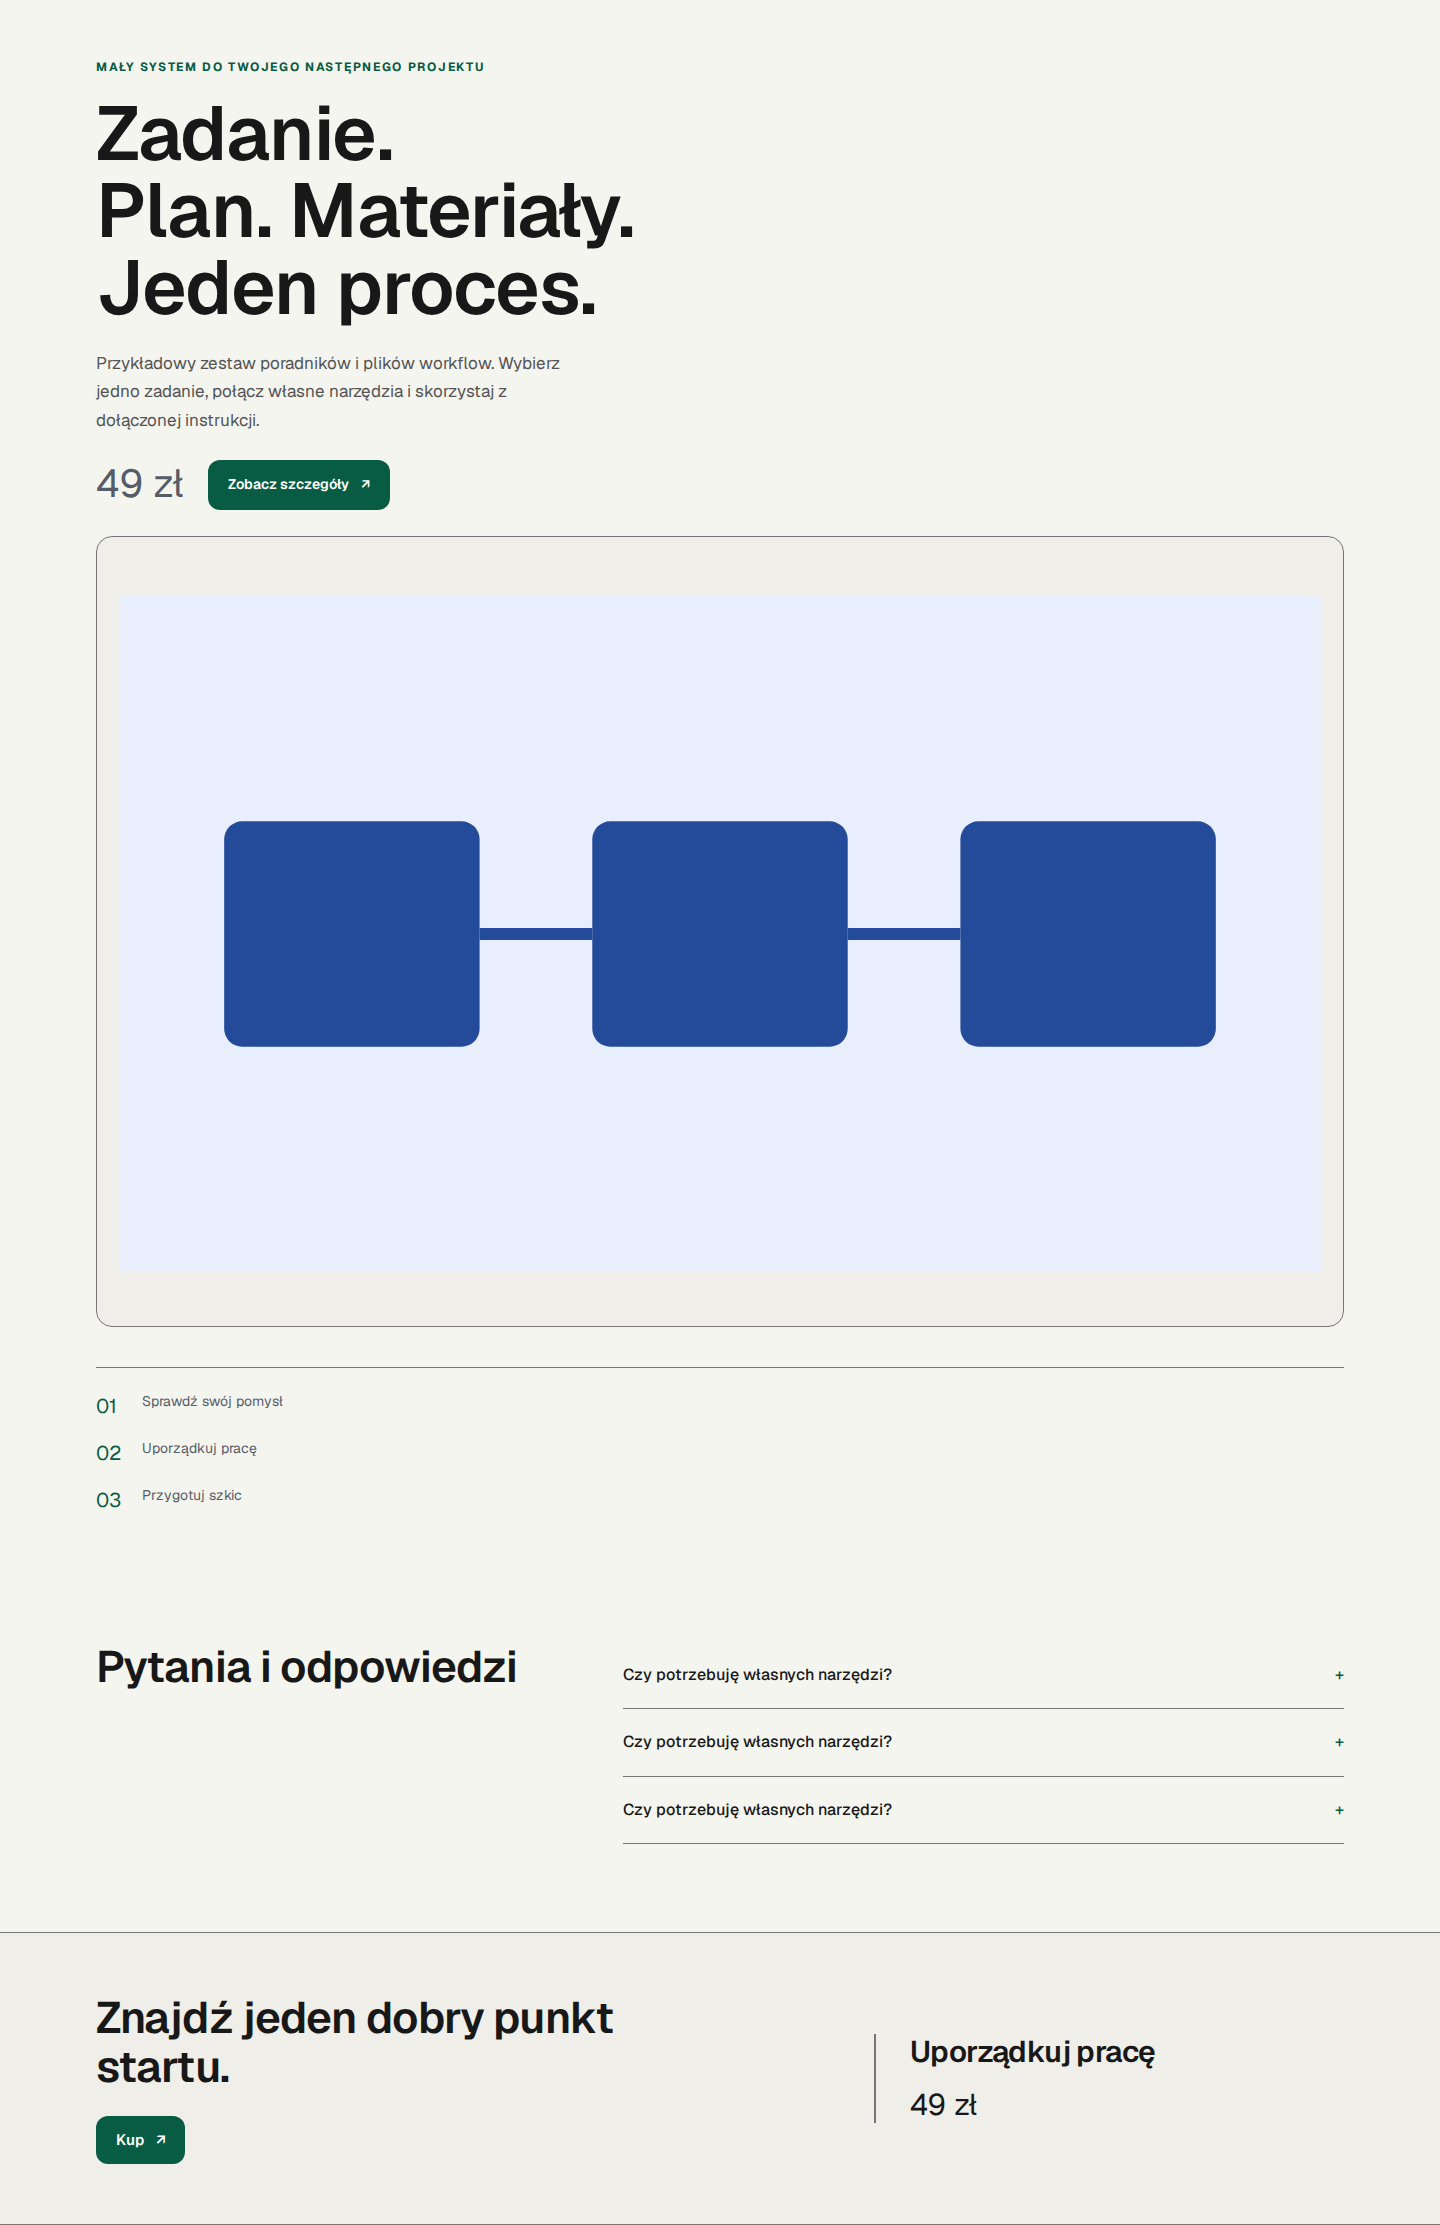 MAŁY SYSTEM DO TWOJEGO NASTĘPNEGO PROJEKTU
Zadanie.
Plan. Materiały.
Jeden proces.
Przykładowy zestaw poradników i plików workflow. Wybierz
jedno zadanie, połącz własne narzędzia i skorzystaj z
dołączonej instrukcji.
49 zł
Zobacz szczegóły ↗
01 Sprawdź swój pomysł
02 Uporządkuj pracę
03 Przygotuj szkic
Pytania i odpowiedzi
Czy potrzebuję własnych narzędzi? +
Czy potrzebuję własnych narzędzi? +
Czy potrzebuję własnych narzędzi? +
Znajdź jeden dobry punkt
startu.
Kup ↗
Uporządkuj pracę
49 zł